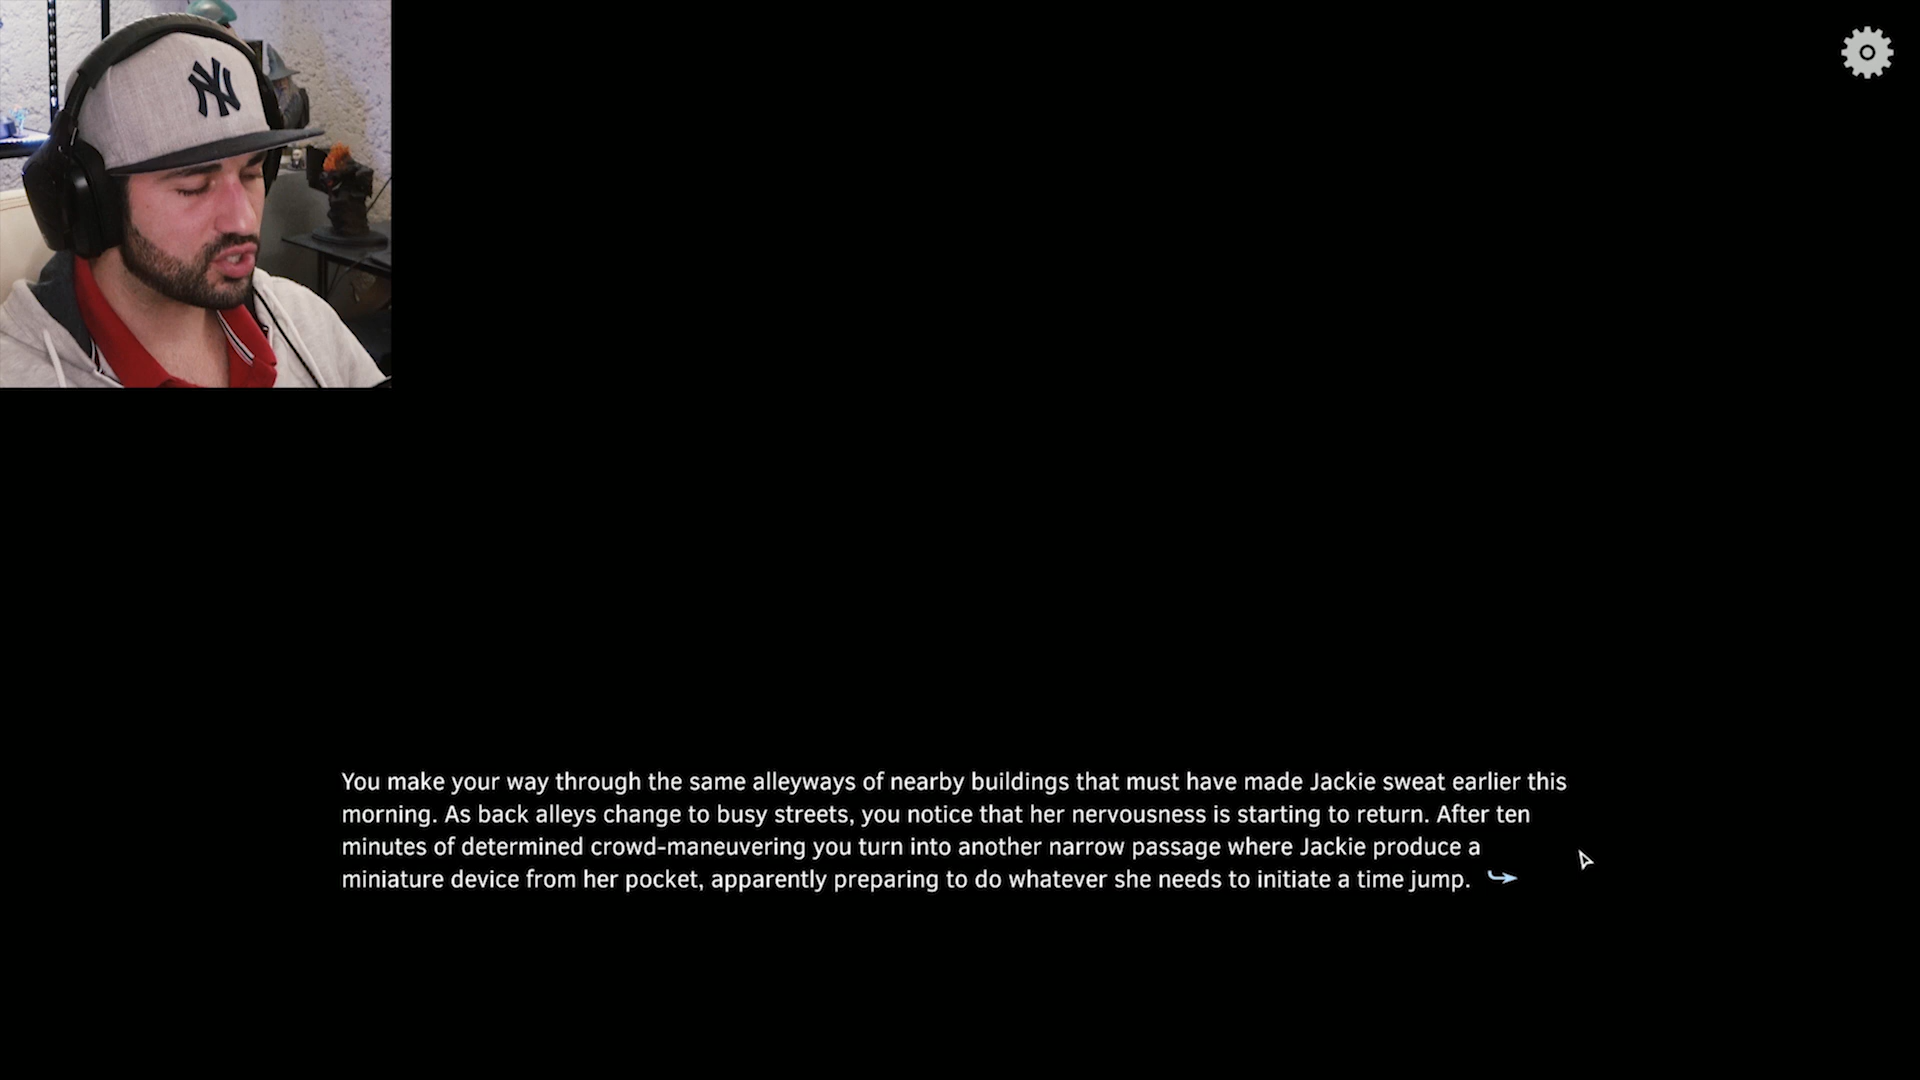 NY
You make your way through the same alleyways of nearby buildings that must have made Jackie sweat earlier this
morning. As back alleys change to busy streets, you notice that her nervousness is starting to return. After ten
minutes of determined crowd-maneuvering you turn into another narrow passage where Jackie produce a
miniature device from her pocket, apparently preparing to do whatever she needs to initiate a time jump.